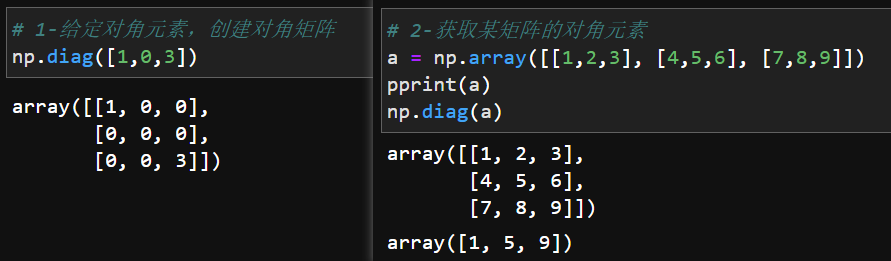 # 1-给定对角元素，创建对角矩阵
np.diag([1,0,3])
array([[1, 0, 0],
       [0, 0, 0],
       [0, 0, 3]])
# 2-获取某矩阵的对角元素
a = np.array([[1,2,3], [4,5,6], [7,8,9]])
pprint(a)
np.diag(a)
array([[1, 2, 3],
       [4, 5, 6],
       [7, 8, 9]])
array([1, 5, 9])